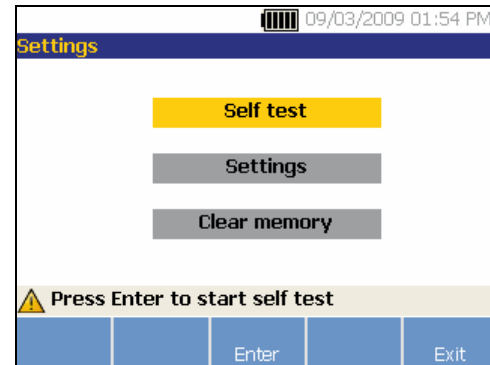 09/03/2009 01:54 PM
Settings
Self test
Settings
Clear memory
Press Enter to start self test
Enter Exit